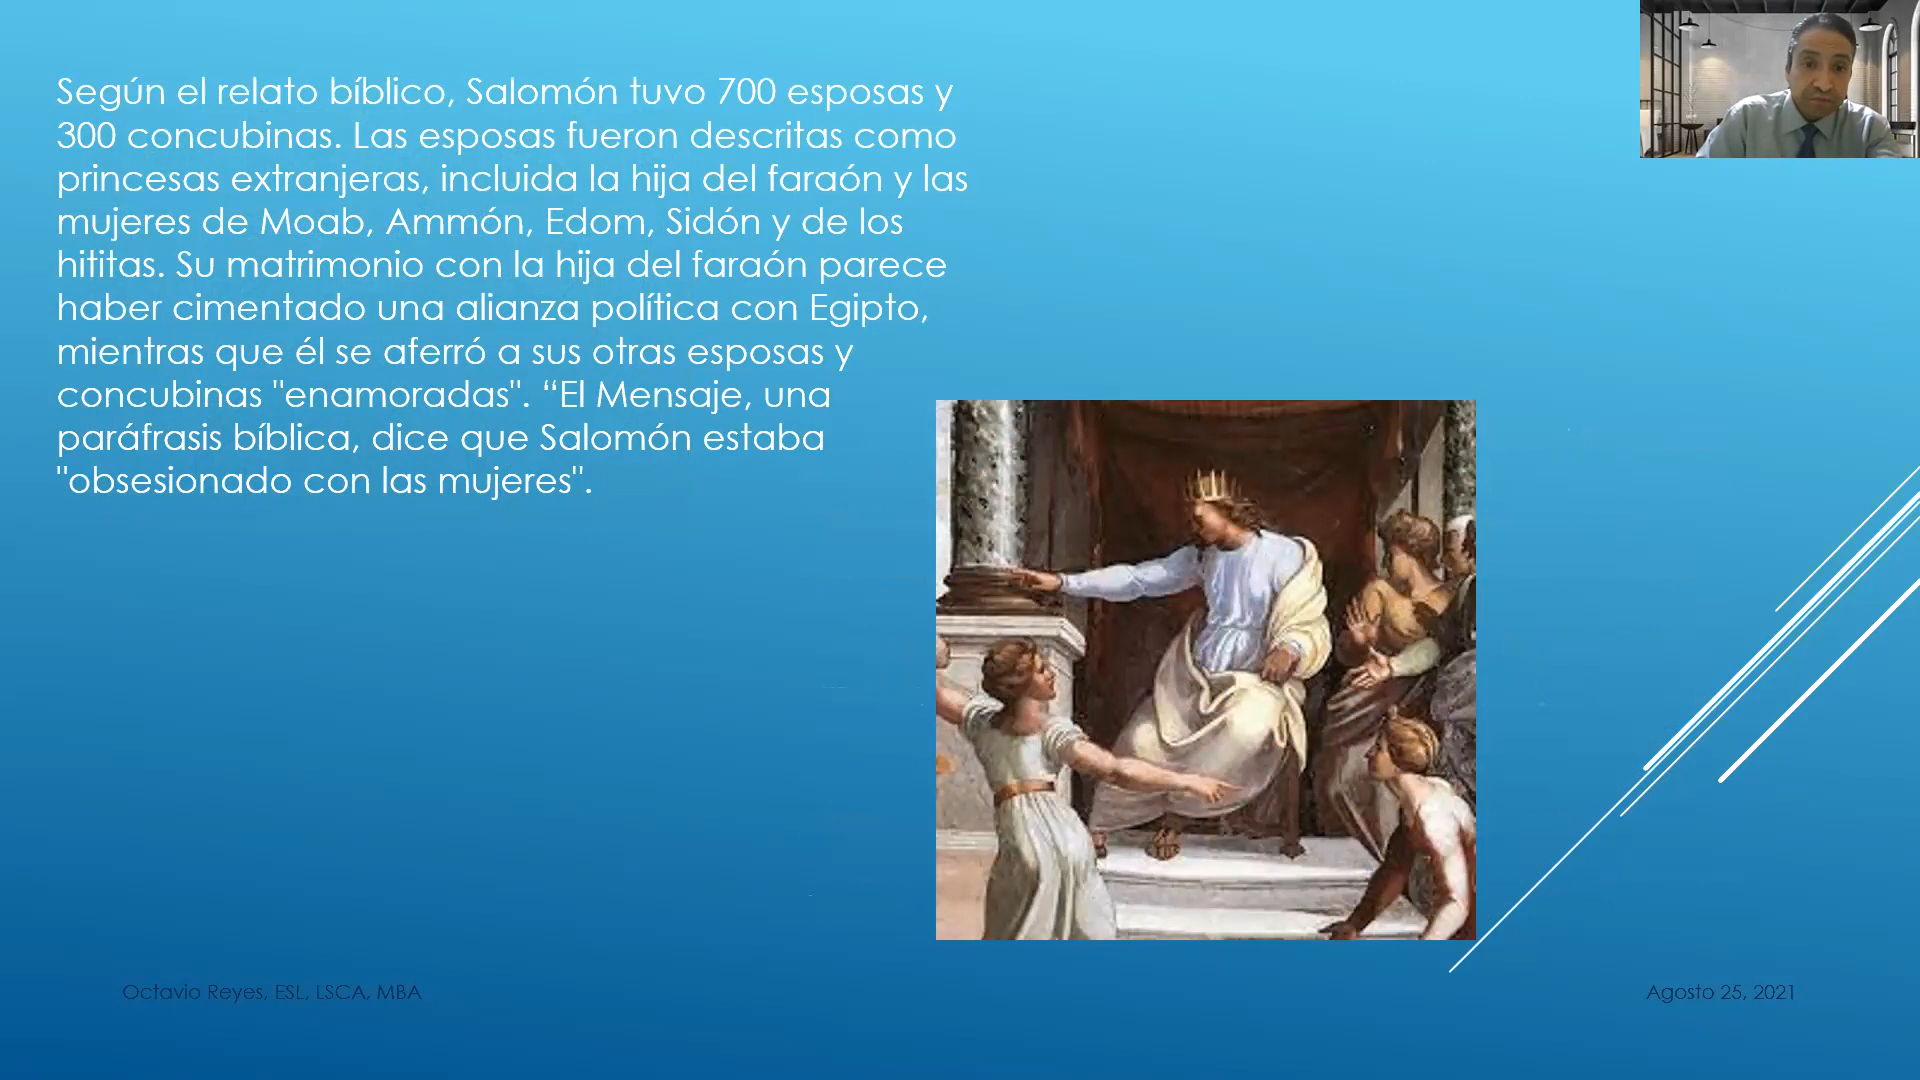 Según el relato bíblico, Salomón tuvo 700 esposas y
300 concubinas. Las esposas fueron descritas como
princesas extranjeras, incluida la hija del faraón y las
mujeres de Moab, Ammón, Edom, Sidón y de los
hititas. Su matrimonio con la hija del faraón parece
haber cimentado una alianza política con Egipto,
mientras que él se aferró a sus otras esposas y
concubinas "enamoradas". “El Mensaje, una
paráfrasis bíblica, dice que Salomón estaba
"obsesionado con las mujeres".
Octavio Reyes, ESL, LSCA, MBA
Agosto 25, 2021